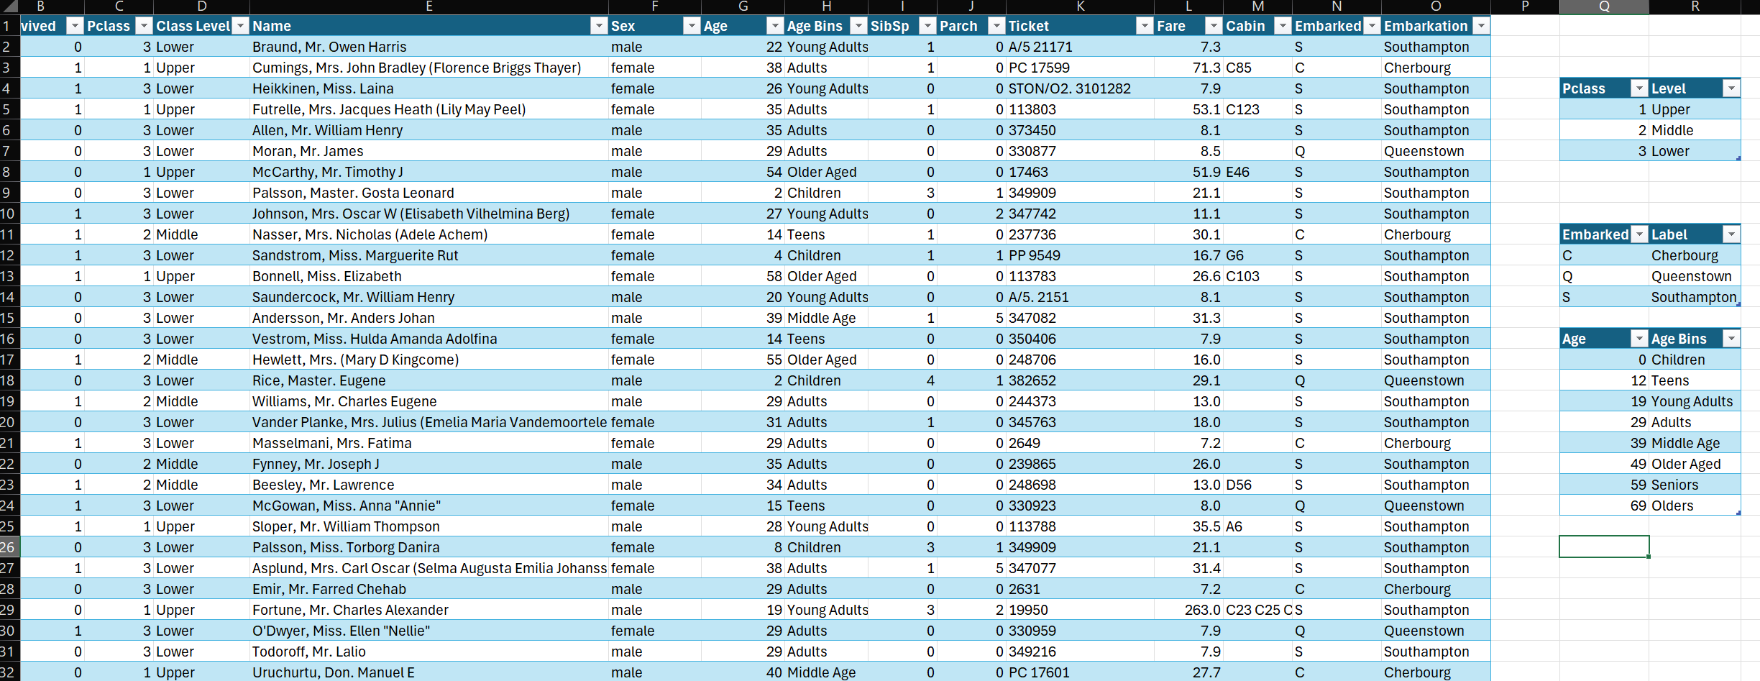 B C D E F G H I J K L M N O P Q R
1 vived Pclass Class Level Name Sex Age Age Bins SibSp Parch Ticket Fare Cabin Embarked Embarkation
2 0 3 Lower Braund, Mr. Owen Harris male 22 Young Adults 1 0 A/5 21171 7.3 S Southampton
3 1 1 Upper Cumings, Mrs. John Bradley (Florence Briggs Thayer) female 38 Adults 1 0 PC 17599 71.3 C85 C Cherbourg
4 1 3 Lower Heikkinen, Miss. Laina female 26 Young Adults 0 0 STON/O2. 3101282 7.9 S Southampton Pclass Level
5 1 1 Upper Futrelle, Mrs. Jacques Heath (Lily May Peel) female 35 Adults 1 0 113803 53.1 C123 S Southampton 1 Upper
6 0 3 Lower Allen, Mr. William Henry male 35 Adults 0 0 373450 8.1 S Southampton 2 Middle
7 0 3 Lower Moran, Mr. James male 29 Adults 0 0 330877 8.5 Q Queenstown 3 Lower
8 0 1 Upper McCarthy, Mr. Timothy J male 54 Older Aged 0 0 17463 51.9 E46 S Southampton
9 0 3 Lower Palsson, Master. Gosta Leonard male 2 Children 3 1 349909 21.1 S Southampton
10 1 3 Lower Johnson, Mrs. Oscar W (Elisabeth Vilhelmina Berg) female 27 Young Adults 0 2 347742 11.1 S Southampton
11 1 2 Middle Nasser, Mrs. Nicholas (Adele Achem) female 14 Teens 1 0 237736 30.1 C Cherbourg Embarked Label
12 1 3 Lower Sandstrom, Miss. Marguerite Rut female 4 Children 1 1 PP 9549 16.7 G6 S Southampton C Cherbourg
13 1 1 Upper Bonnell, Miss. Elizabeth female 58 Older Aged 0 0 113783 26.6 C103 S Southampton Q Queenstown
14 0 3 Lower Saundercock, Mr. William Henry male 20 Young Adults 0 0 A/5. 2151 8.1 S Southampton S Southampton
15 0 3 Lower Andersson, Mr. Anders Johan male 39 Middle Age 1 5 347082 31.3 S Southampton
16 0 3 Lower Vestrom, Miss. Hulda Amanda Adolfina female 14 Teens 0 0 350406 7.9 S Southampton Age Age Bins
17 1 2 Middle Hewlett, Mrs. (Mary D Kingcome) female 55 Older Aged 0 0 248706 16.0 S Southampton 0 Children
18 0 3 Lower Rice, Master. Eugene male 2 Children 4 1 382652 29.1 Q Queenstown 12 Teens
19 1 2 Middle Williams, Mr. Charles Eugene male 29 Adults 0 0 244373 13.0 S Southampton 19 Young Adults
20 0 3 Lower Vander Planke, Mrs. Julius (Emelia Maria Vandemoortele female 31 Adults 1 0 345763 18.0 S Southampton 29 Adults
21 1 3 Lower Masselmani, Mrs. Fatima female 29 Adults 0 0 2649 7.2 C Cherbourg 39 Middle Age
22 0 2 Middle Fynney, Mr. Joseph J male 35 Adults 0 0 239865 26.0 S Southampton 49 Older Aged
23 1 2 Middle Beesley, Mr. Lawrence male 34 Adults 0 0 248698 13.0 D56 S Southampton 59 Seniors
24 1 3 Lower McGowan, Miss. Anna "Annie" female 15 Teens 0 0 330923 8.0 Q Queenstown 69 Olders
25 1 1 Upper Sloper, Mr. William Thompson male 28 Young Adults 0 0 113788 35.5 A6 S Southampton
26 0 3 Lower Palsson, Miss. Torborg Danira female 8 Children 3 1 349909 21.1 S Southampton
27 1 3 Lower Asplund, Mrs. Carl Oscar (Selma Augusta Emilia Johanss female 38 Adults 1 5 347077 31.4 S Southampton
28 0 3 Lower Emir, Mr. Farred Chehab male 29 Adults 0 0 2631 7.2 C Cherbourg
29 0 1 Upper Fortune, Mr. Charles Alexander male 19 Young Adults 3 2 19950 263.0 C23 C25 C S Southampton
30 1 3 Lower O'Dwyer, Miss. Ellen "Nellie" female 29 Adults 0 0 330959 7.9 Q Queenstown
31 0 3 Lower Todoroff, Mr. Lalio male 29 Adults 0 0 349216 7.9 S Southampton
32 0 1 Upper Uruchurtu, Don. Manuel E male 40 Middle Age 0 0 PC 17601 27.7 C Cherbourg